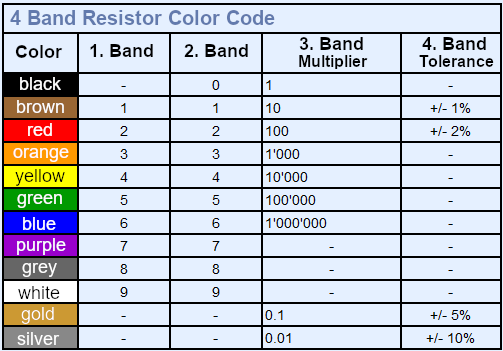 4 Band Resistor Color Code
Color 1. Band 2. Band 3. Band Multiplier 4. Band Tolerance
black - 0 1 -
brown 1 1 10 +/- 1%
red 2 2 100 +/- 2%
orange 3 3 1'000 -
yellow 4 4 10'000 -
green 5 5 100'000 -
blue 6 6 1'000'000 -
purple 7 7 - -
grey 8 8 - -
white 9 9 - -
gold - - 0.1 +/- 5%
silver - - 0.01 +/- 10%